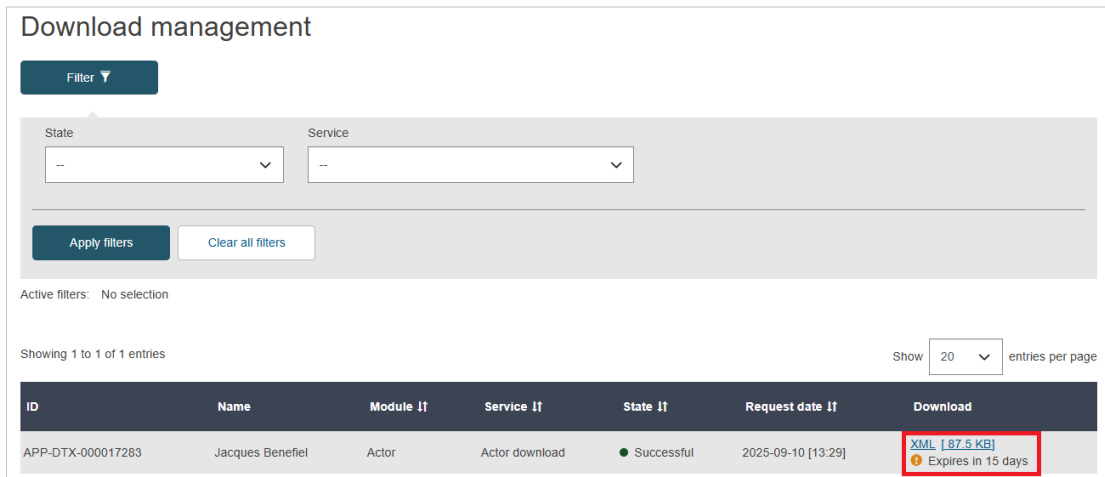 Download management
Filter
State Service
-- --
Apply filters Clear all filters
Active filters: No selection
Showing 1 to 1 of 1 entries Show 20 entries per page
ID Name Module Service State Request date Download
APP-DTX-000017283 Jacques Benefiel Actor Actor download Successful 2025-09-10 [13:29] XML [ 87.5 KB]
Expires in 15 days